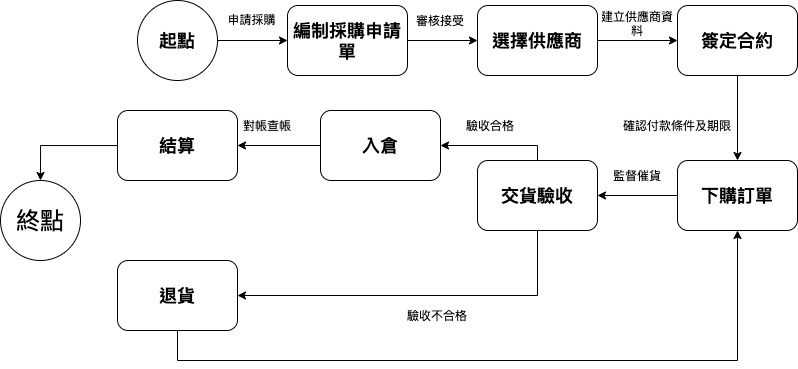 起點
申請採購
編制採購申請
單
審核接受
選擇供應商
建立供應商資
料
簽定合約
確認付款條件及期限
下購訂單
監督催貨
交貨驗收
驗收合格
入倉
對帳查帳
結算
終點
驗收不合格
退貨